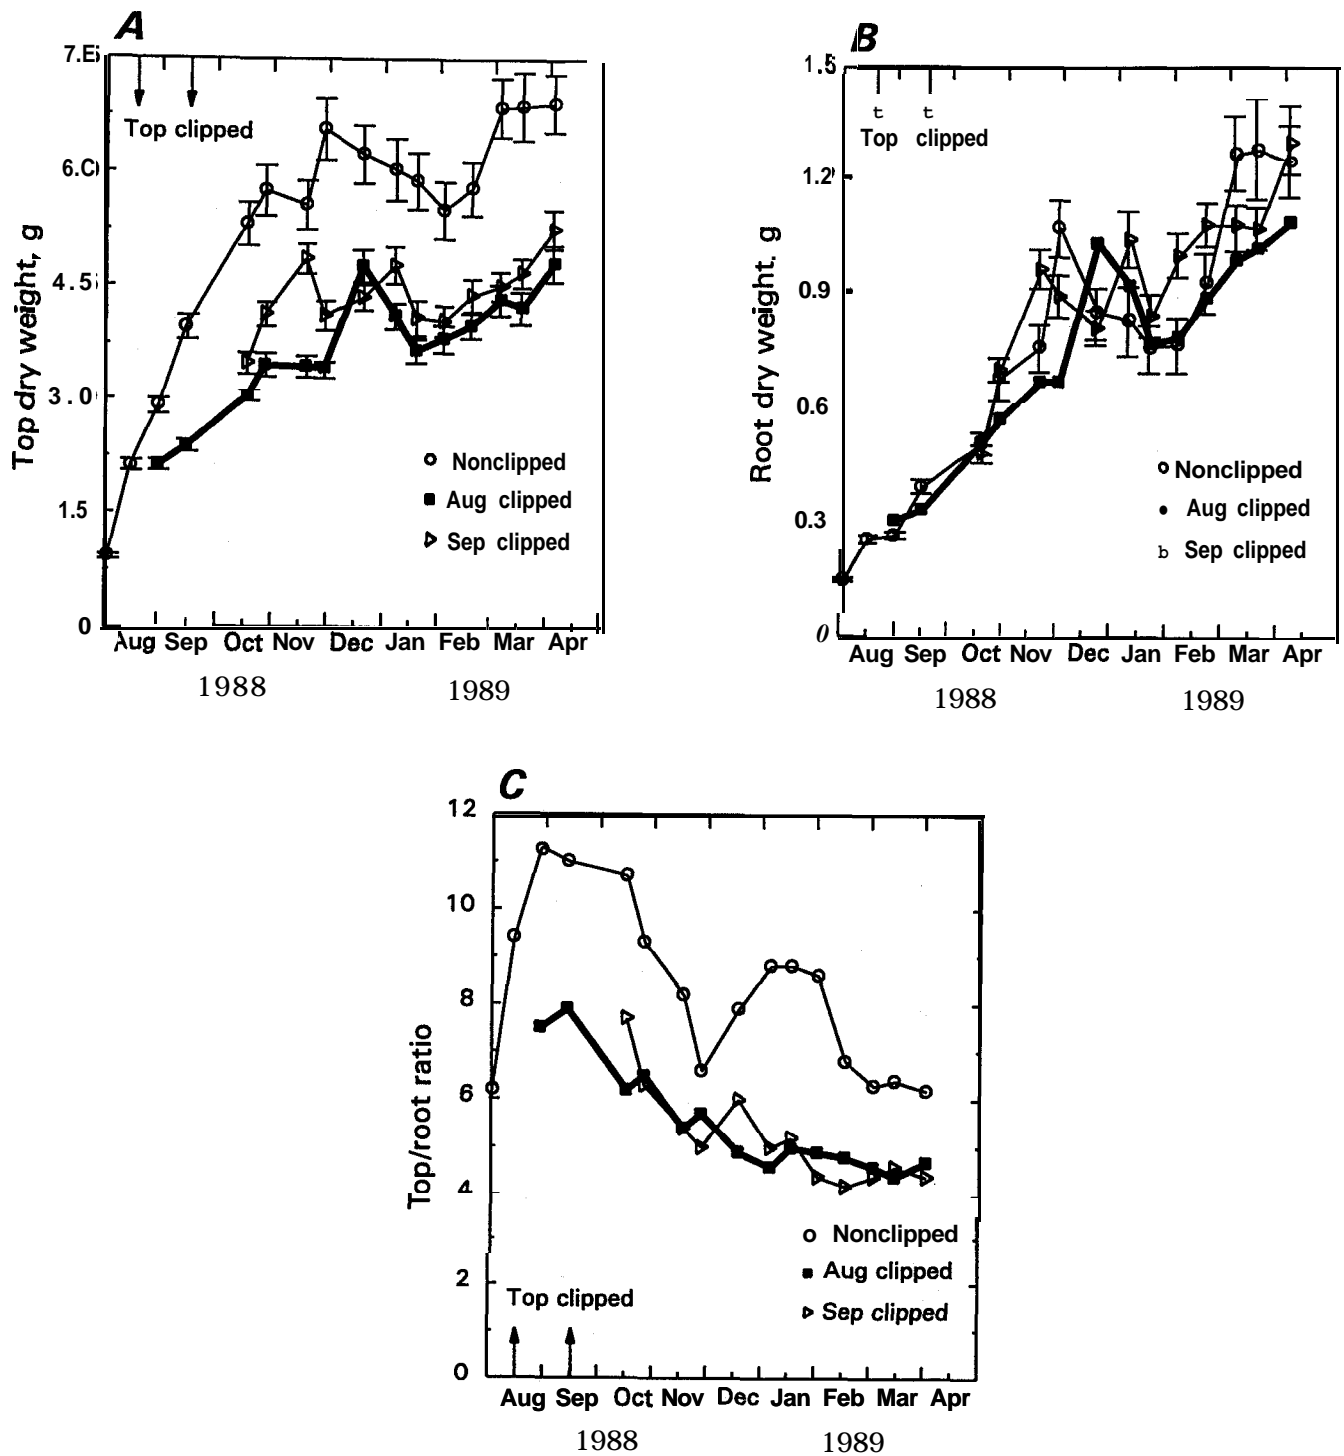 A
7.5
6.0
4.5
3.0
1.5
0
Top dry weight, g
Top clipped
Nonclipped
Aug clipped
Sep clipped
Aug Sep Oct Nov Dec Jan Feb Mar Apr
1988 1989
B
1.5
1.2
0.9
0.6
0.3
0
Root dry weight. g
t t
Top clipped
Nonclipped
Aug clipped
b Sep clipped
Aug Sep Oct Nov Dec Jan Feb Mar Apr
1988 1989
C
12
10
8
6
4
2
0
Top/root ratio
Nonclipped
Aug clipped
Sep clipped
Top clipped
Aug Sep Oct Nov Dec Jan Feb Mar Apr
1988 1989